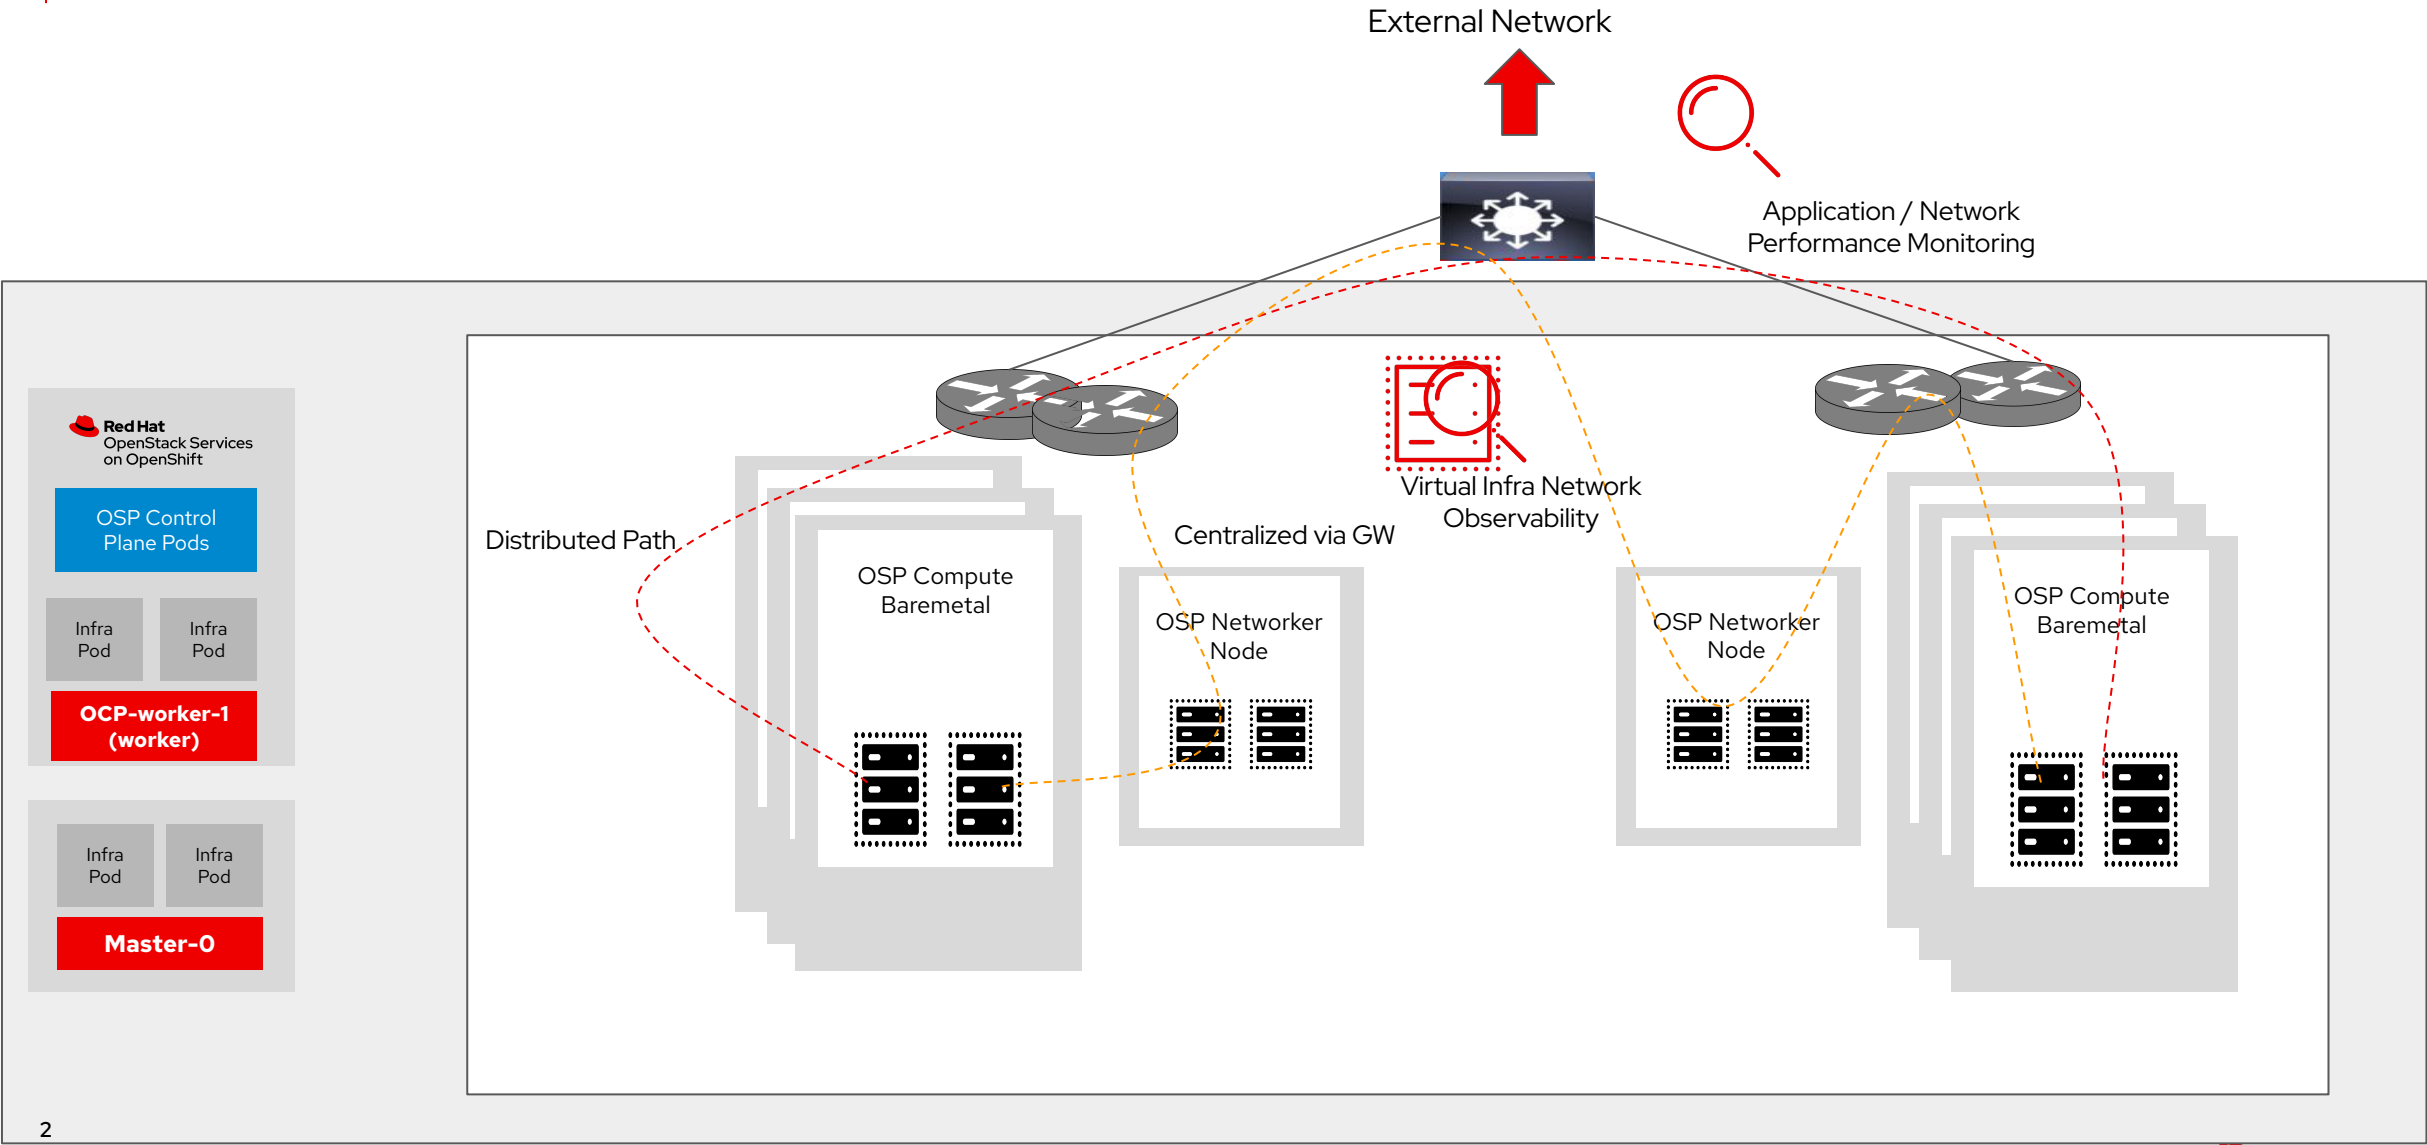 External Network
Application / Network
Performance Monitoring
Red Hat
OpenStack Services
on OpenShift
OSP Control
Plane Pods
Infra
Pod
Infra
Pod
OCP-worker-1
(worker)
Infra
Pod
Infra
Pod
Master-0
Distributed Path
OSP Compute
Baremetal
Centralized via GW
OSP Networker
Node
Virtual Infra Network
Observability
OSP Networker
Node
OSP Compute
Baremetal
2